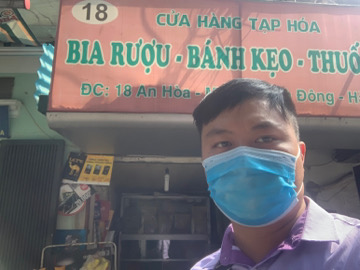 18
CỬA HÀNG TẠP HÓA
BIA RƯỢU - BÁNH KẸO - THUỐ
ĐC: 18 An Hòa - Đông - H